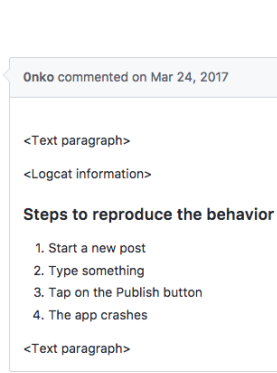 0nko commented on Mar 24, 2017
<Text paragraph>
<Logcat information>
Steps to reproduce the behavior
1. Start a new post
2. Type something
3. Tap on the Publish button
4. The app crashes
<Text paragraph>